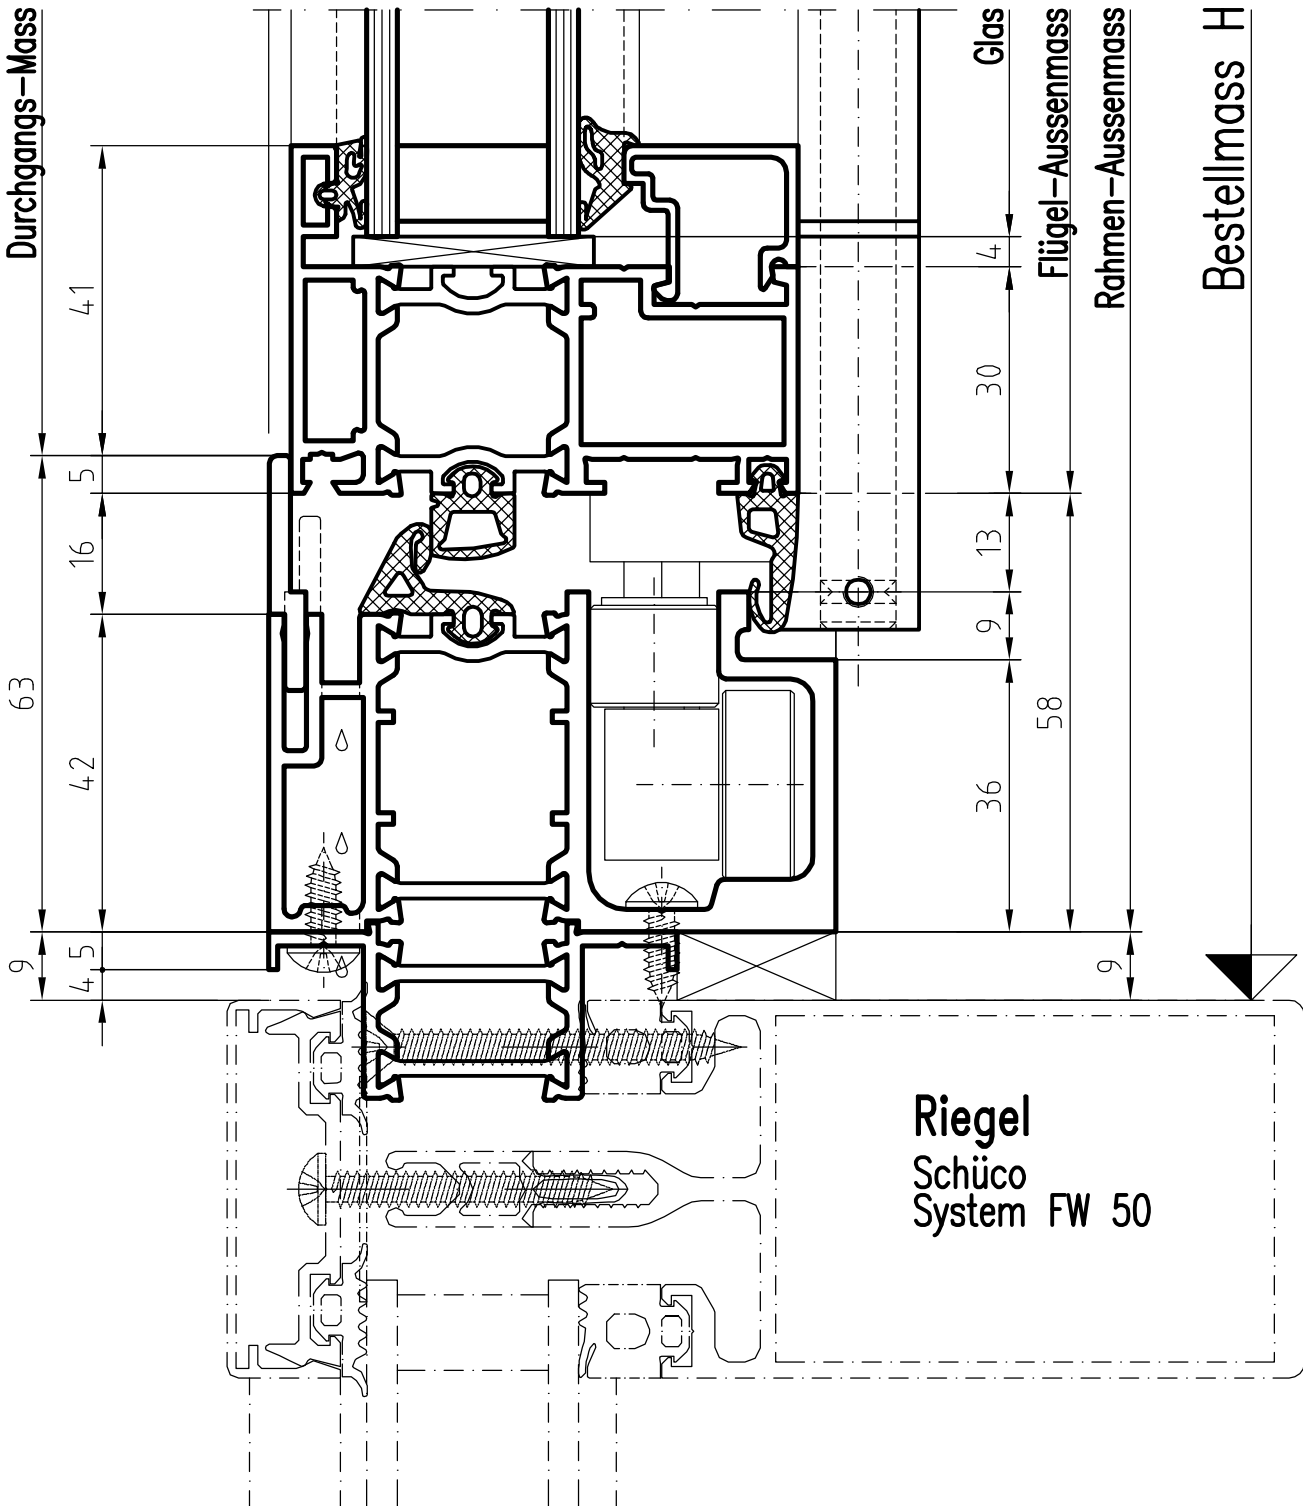 Durchgangs-Mass
Glas
Flügel-Aussenmass
Rahmen-Aussenmass
Bestellmass H
41
5
16
63
42
5
9
4
4
30
13
9
58
36
9
Riegel
Schüco
System FW 50